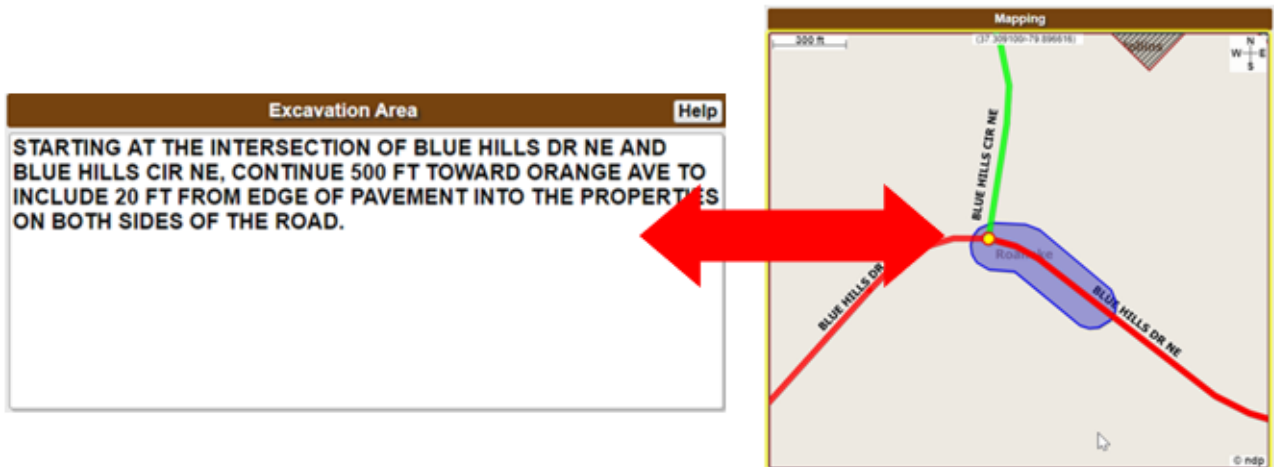 Excavation Area
Help
STARTING AT THE INTERSECTION OF BLUE HILLS DR NE AND
BLUE HILLS CIR NE, CONTINUE 500 FT TOWARD ORANGE AVE TO
INCLUDE 20 FT FROM EDGE OF PAVEMENT INTO THE PROPERTIES
ON BOTH SIDES OF THE ROAD.
Mapping
300 ft
N
W E
S
BLUE HILLS CIR NE
Roanoke
BLUE HILLS DR
BLUE HILLS DR NE
© ndp